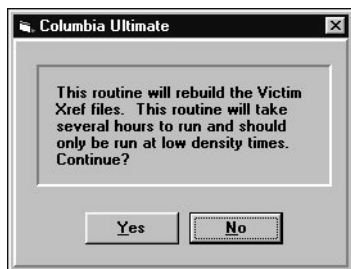 Columbia Ultimate
This routine will rebuild the Victim
Xref files. This routine will take
several hours to run and should
only be run at low density times.
Continue?
Yes
No